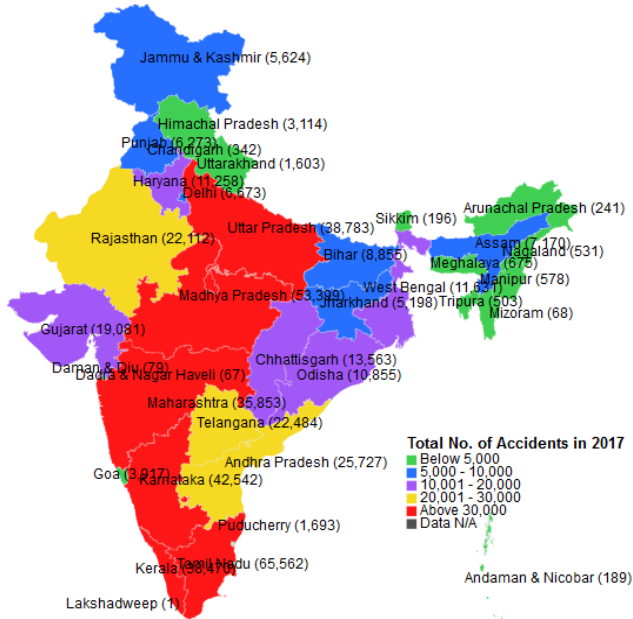 Jammu & Kashmir (5,624)
Himachal Pradesh (3,114)
Punjab (6,273)
Chandigarh (342)
Uttarakhand (1,603)
Haryana (11,258)
Delhi (6,673)
Arunachal Pradesh (241)
Sikkim (196)
Uttar Pradesh (38,783)
Rajasthan (22,112)
Assam (7,170)
Nagaland (531)
Bihar (8,855)
Meghalaya (675)
Manipur (578)
West Bengal (11,631)
Madhya Pradesh (53,399)
Jharkhand (5,198)
Tripura (503)
Mizoram (68)
Gujarat (19,081)
Chhattisgarh (13,563)
Daman & Diu (79)
Dadra & Nagar Haveli (67)
Odisha (10,855)
Maharashtra (35,853)
Telangana (22,484)
Total No. of Accidents in 2017
Below 5,000
5,000 - 10,000
10,001 - 20,000
20,001 - 30,000
Above 30,000
Data N/A
Andhra Pradesh (25,727)
Goa (3,917)
Karnataka (42,542)
Puducherry (1,693)
Tamil Nadu (65,562)
Kerala (38,470)
Andaman & Nicobar (189)
Lakshadweep (1)